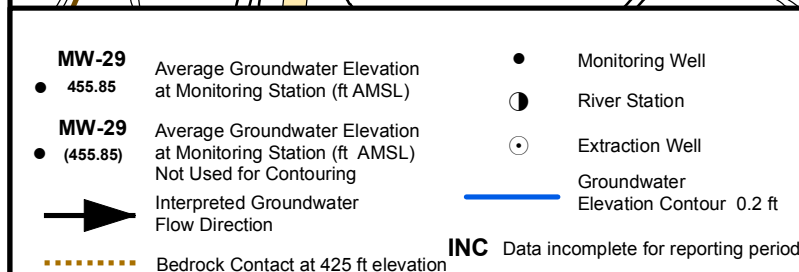 MW-29
455.85
Average Groundwater Elevation
at Monitoring Station (ft AMSL)
MW-29
(455.85)
Average Groundwater Elevation
at Monitoring Station (ft AMSL)
Not Used for Contouring
Interpreted Groundwater
Flow Direction
Bedrock Contact at 425 ft elevation
Monitoring Well
River Station
Extraction Well
Groundwater
Elevation Contour 0.2 ft
INC Data incomplete for reporting period